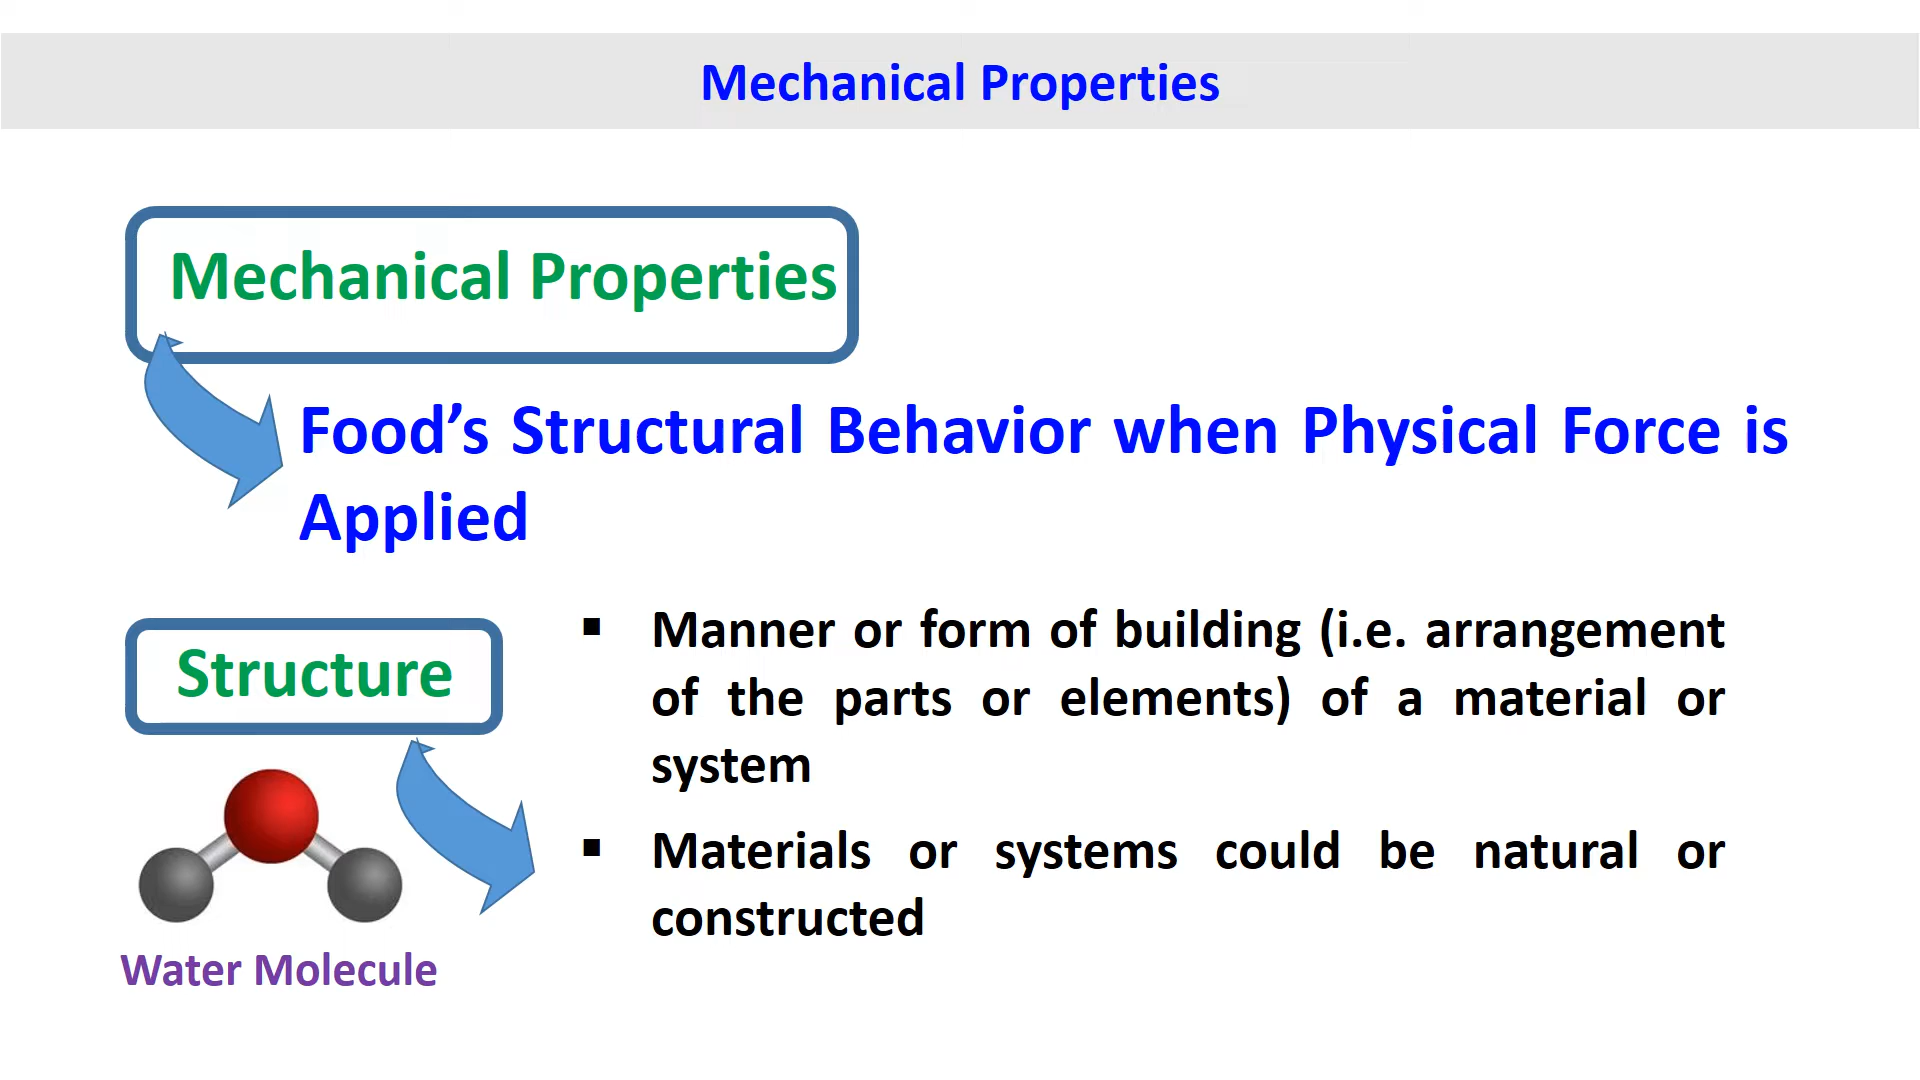 Mechanical Properties
Mechanical Properties
Food’s Structural Behavior when Physical Force is
Applied
Structure
▪ Manner or form of building (i.e. arrangement
of the parts or elements) of a material or
system
▪ Materials or systems could be natural or
constructed
Water Molecule